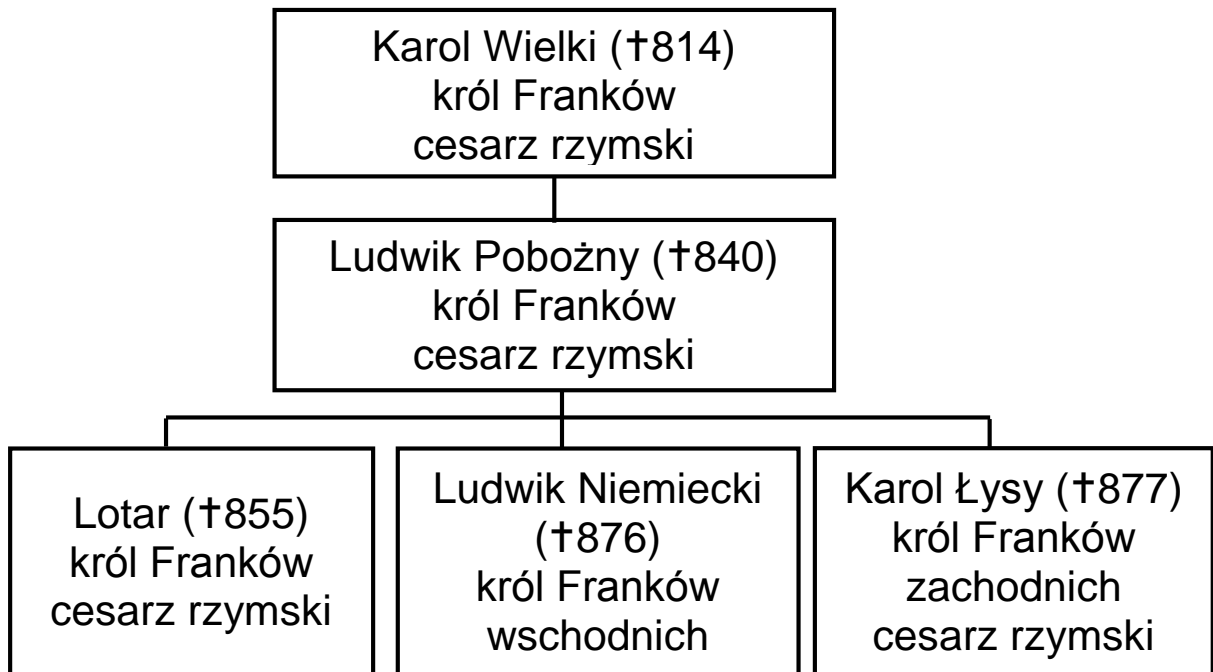 Karol Wielki (†814)
król Franków
cesarz rzymski
Ludwik Pobożny (†840)
król Franków
cesarz rzymski
Lotar (†855)
król Franków
cesarz rzymski
Ludwik Niemiecki
(†876)
król Franków
wschodnich
Karol Łysy (†877)
król Franków
zachodnich
cesarz rzymski